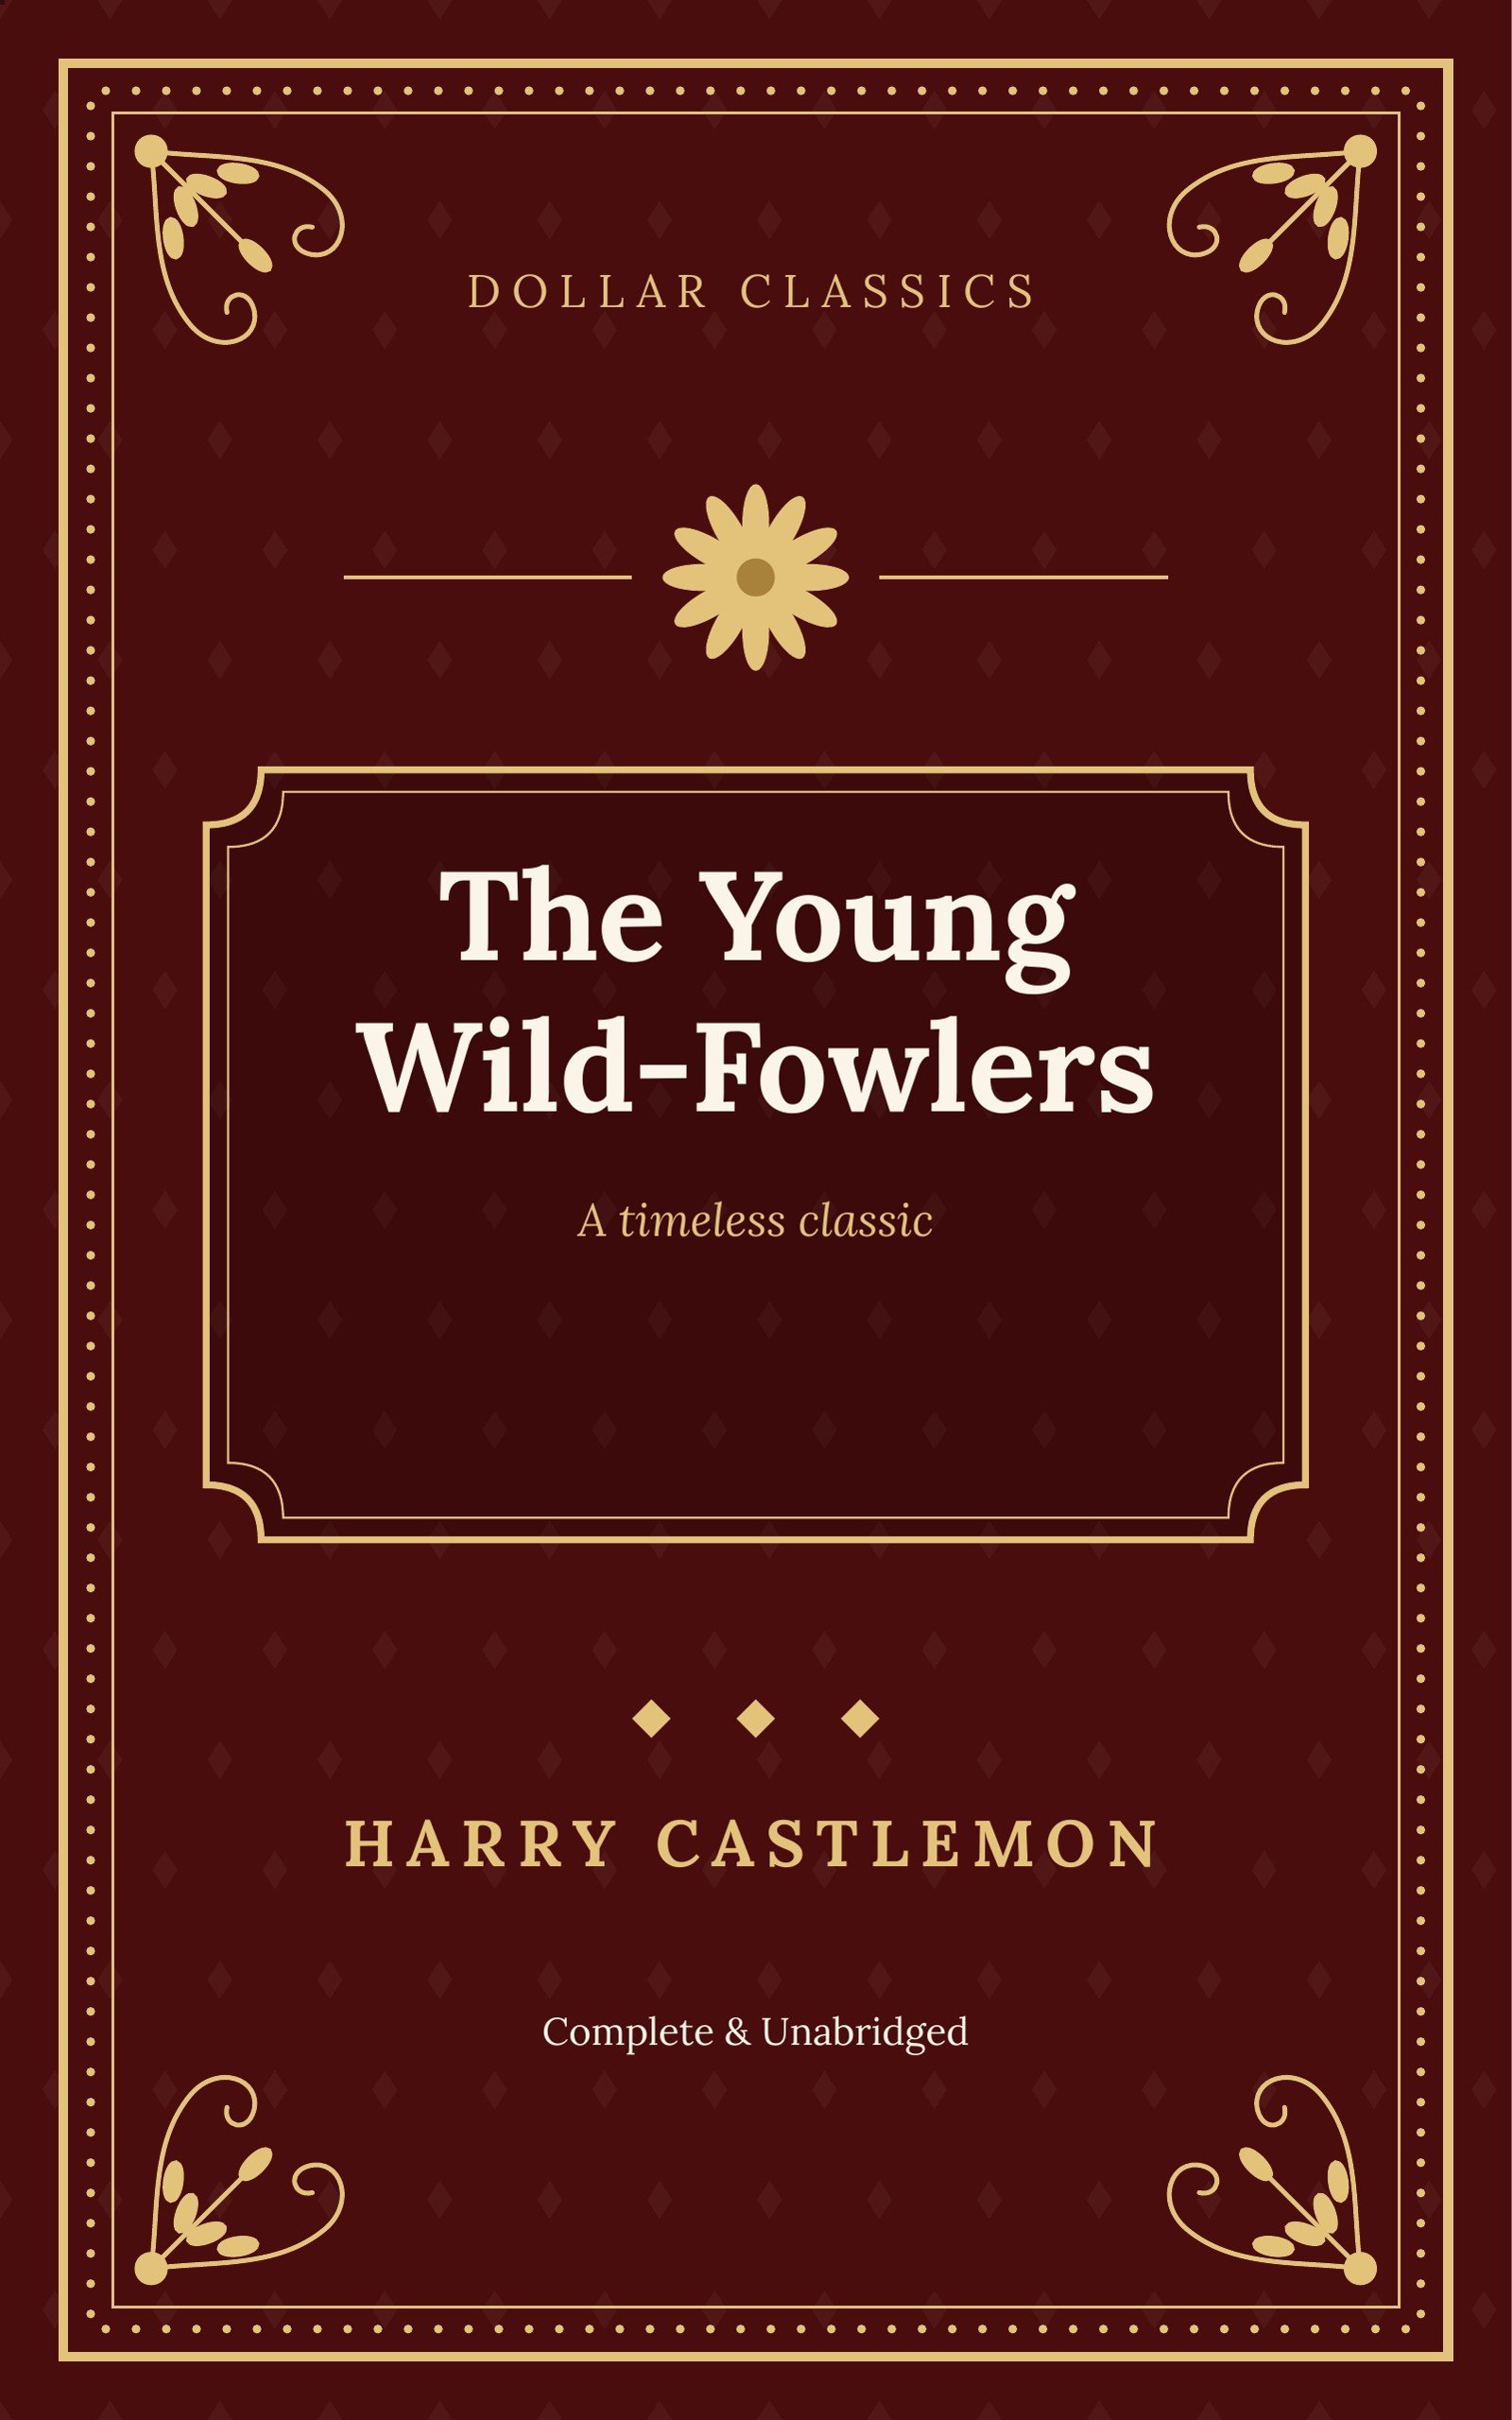 DOLLAR CLASSICS
The Young
Wild-Fowlers
A timeless classic
HARRY CASTLEMON
Complete & Unabridged